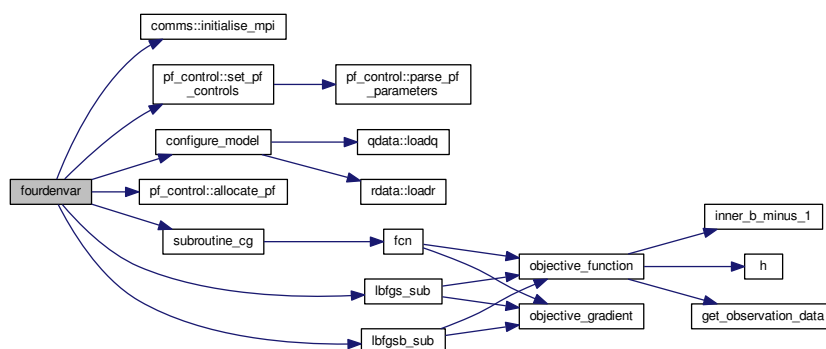 comms::initialise_mpi
pf_control::set_pf
_controls
pf_control::parse_pf
_parameters
configure_model
qdata::loadq
fourdenvar
pf_control::allocate_pf
rdata::loadr
subroutine_cg
fcn
inner_b_minus_1
lbfgs_sub
objective_function
h
lbfgsb_sub
objective_gradient
get_observation_data